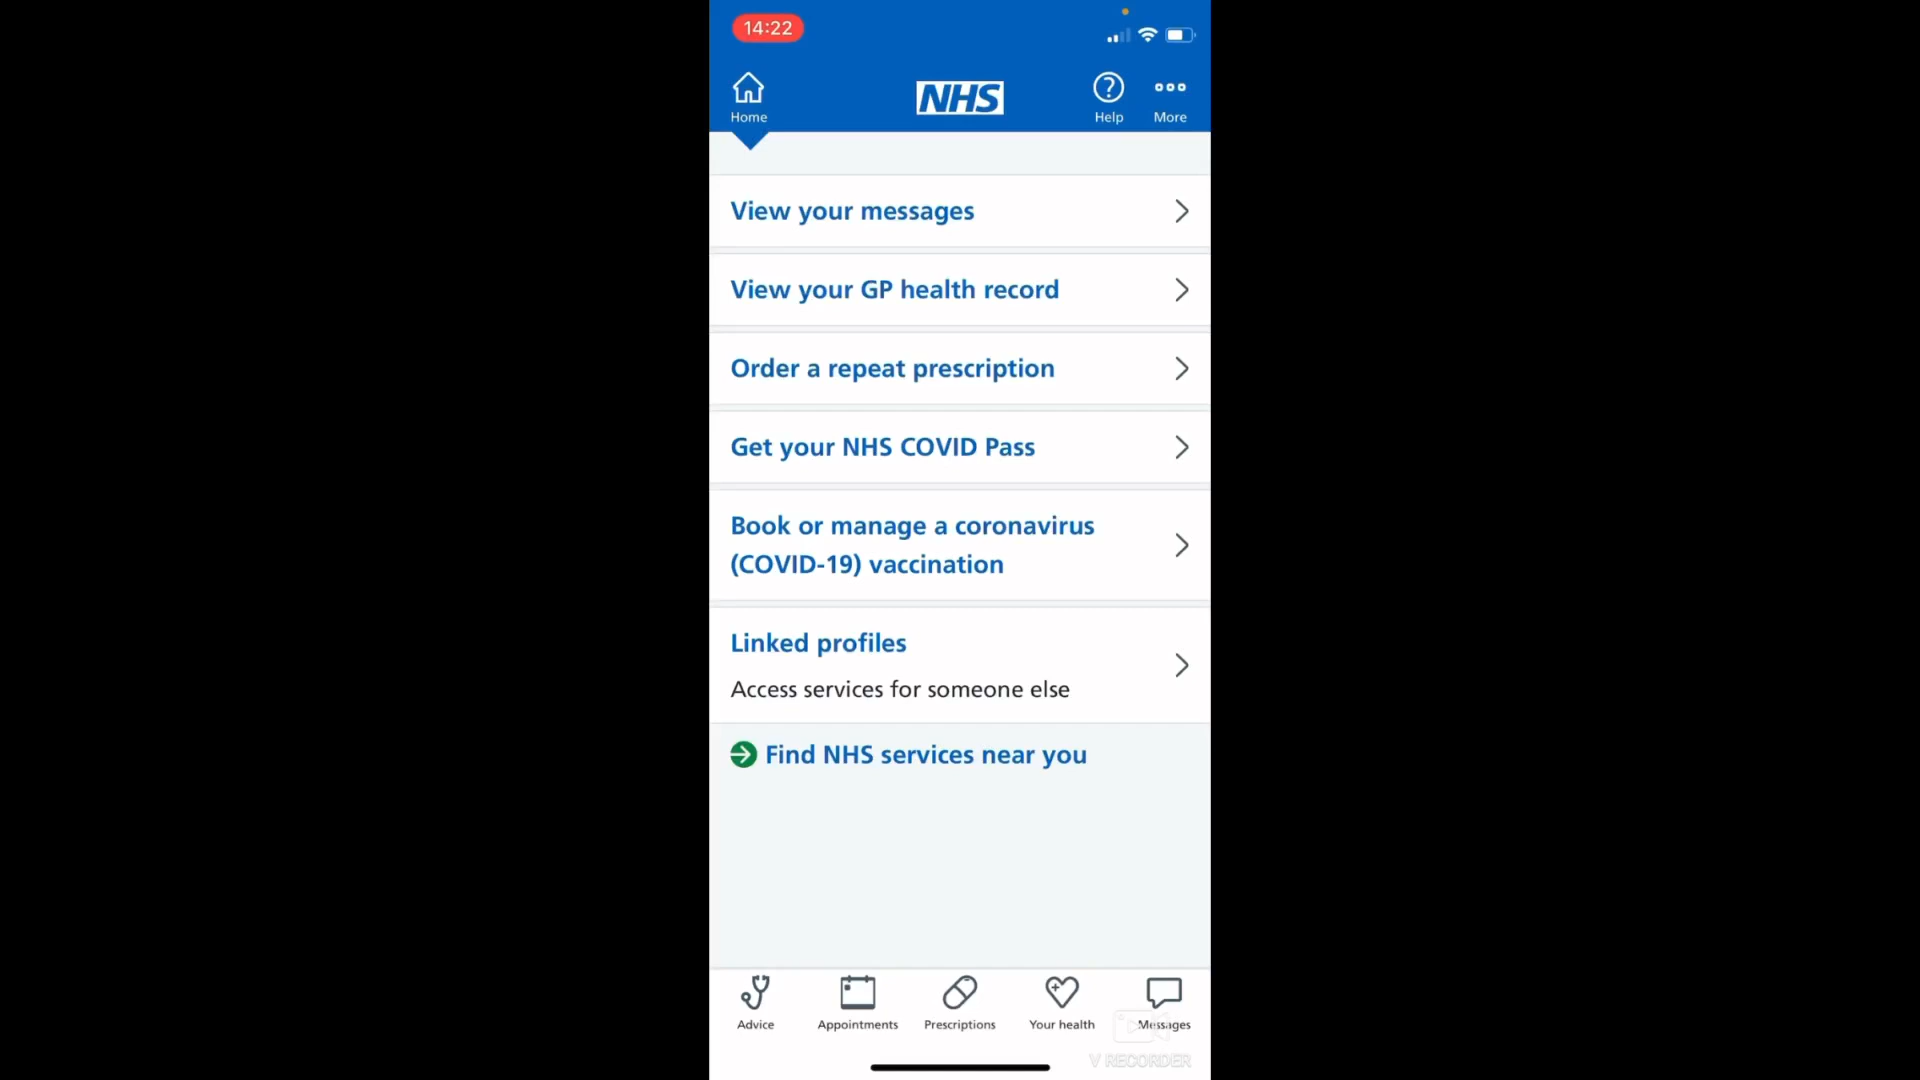 14:22
Home
NHS
Help
More
View your messages
View your GP health record
Order a repeat prescription
Get your NHS COVID Pass
Book or manage a coronavirus
(COVID-19) vaccination
Linked profiles
Access services for someone else
Find NHS services near you
Advice
Appointments
Prescriptions
Your health
Messages
V RECORDER